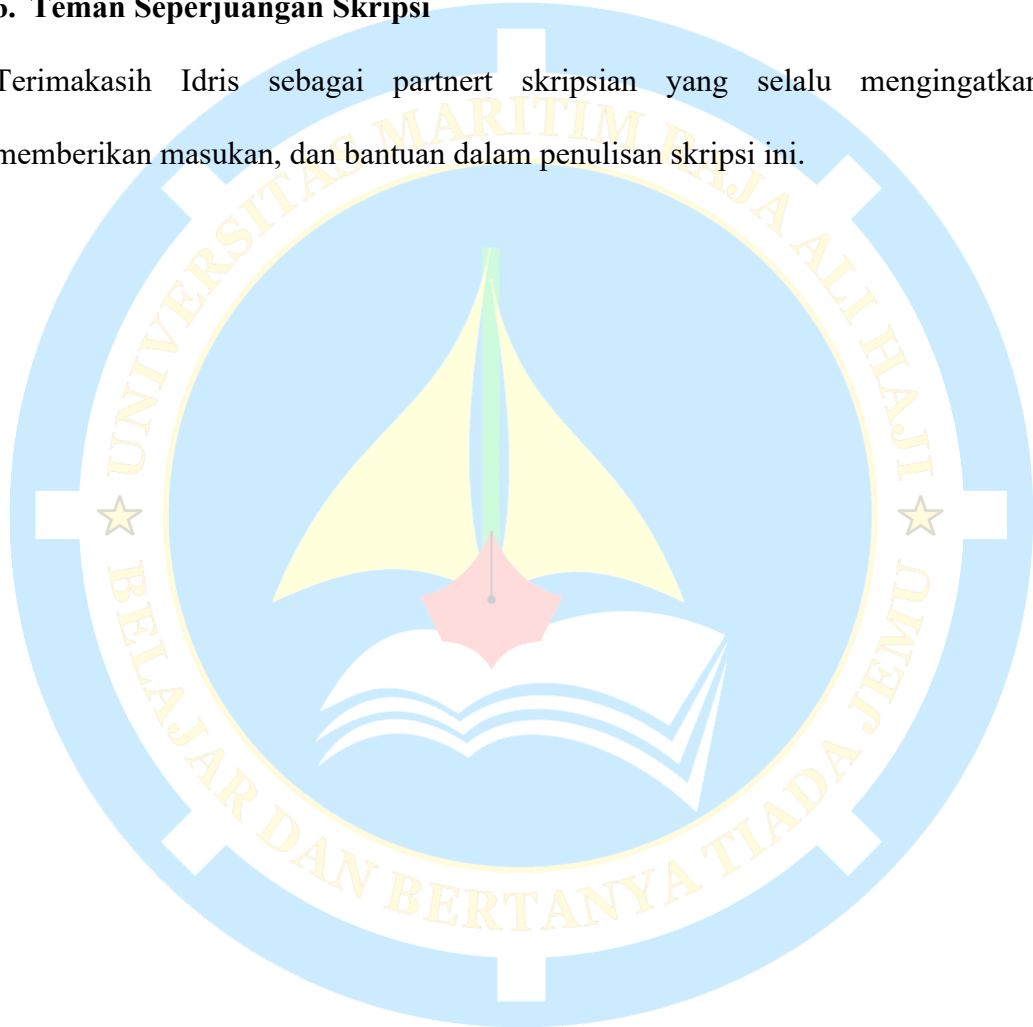 6. Teman Seperjuangan Skripsi
Terimakasih Idris sebagai partnert skripsian yang selalu mengingatkan
memberikan masukan, dan bantuan dalam penulisan skripsi ini.
UNIVERSITAS MARITIM RAJA ALI HAJI
BELAJAR DAN BERTANYA TIADA JEMU